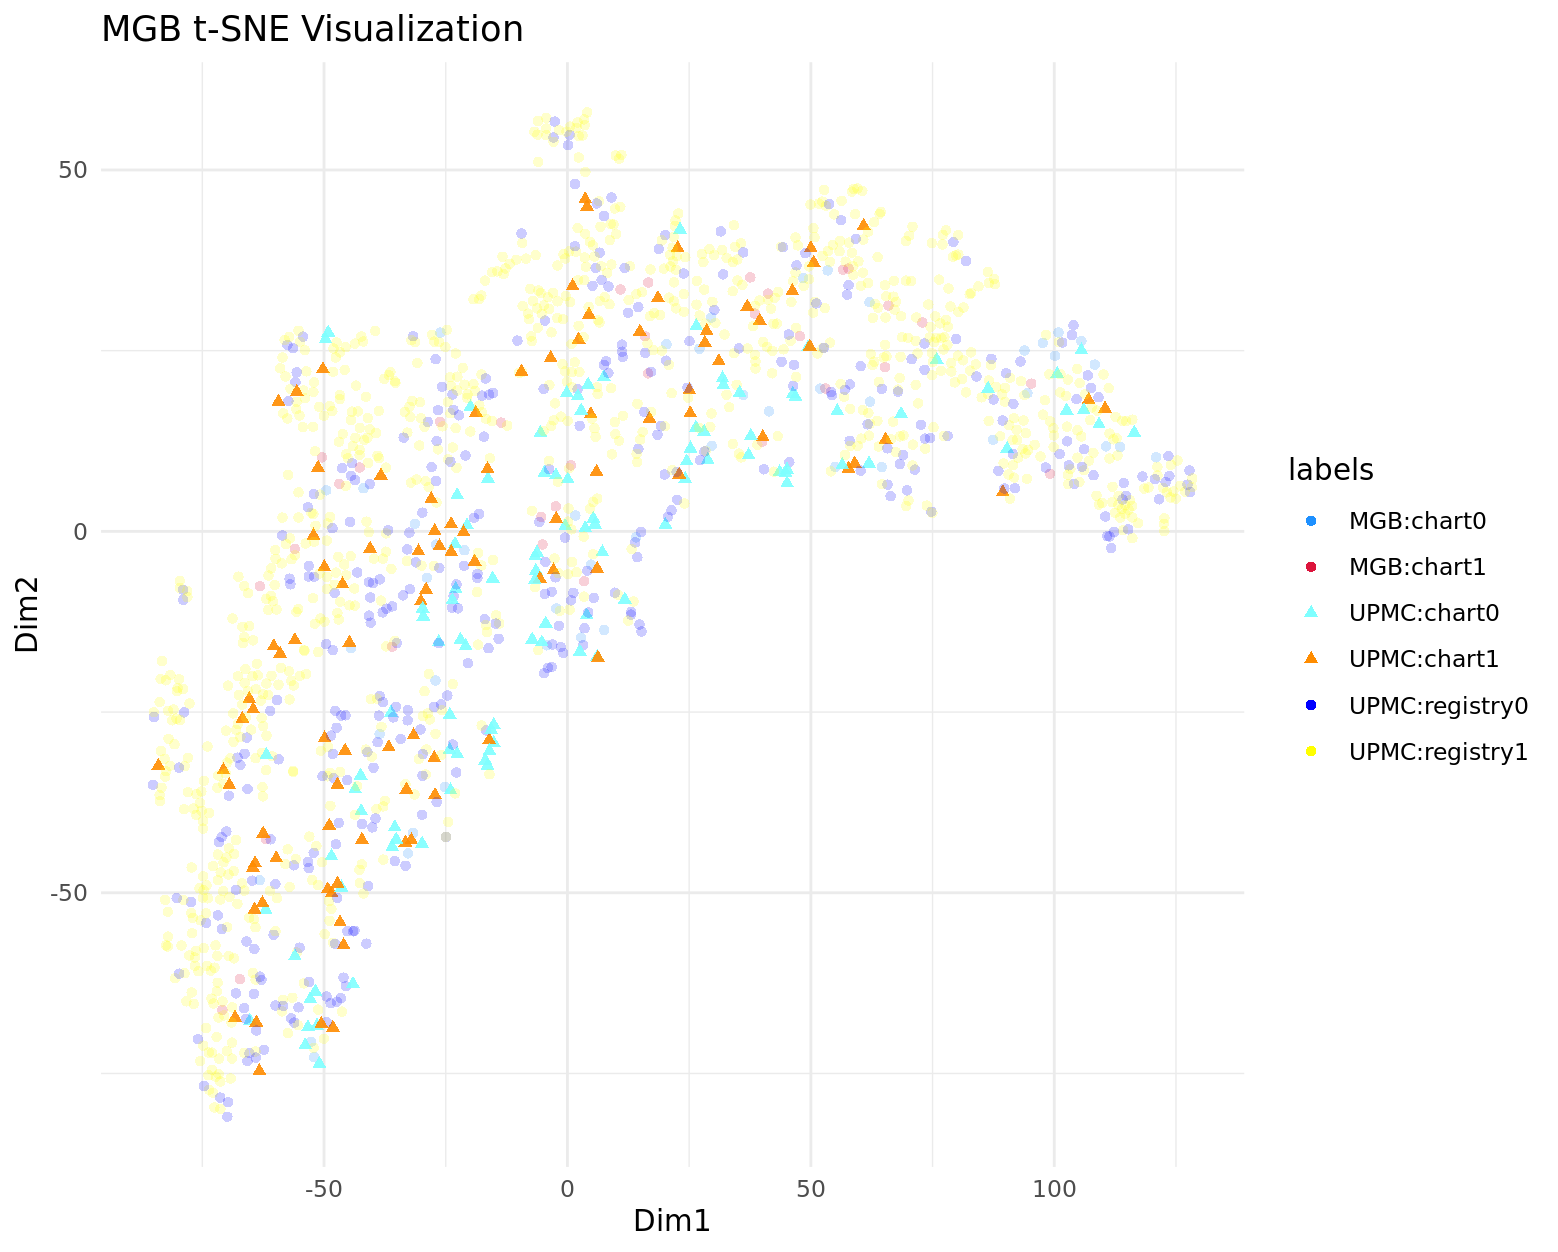 MGB t-SNE Visualization
50
0
-50
Dim2
-50
0
50
100
Dim1
labels
MGB:chart0
MGB:chart1
UPMC:chart0
UPMC:chart1
UPMC:registry0
UPMC:registry1